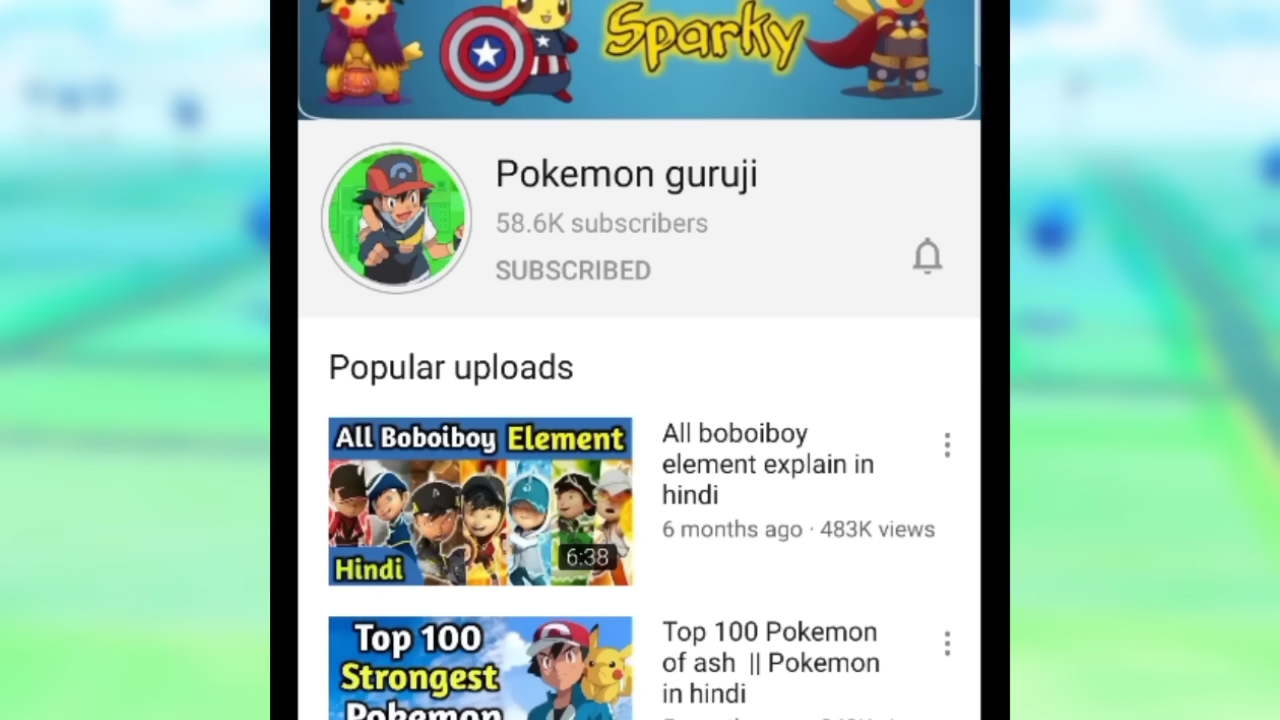 Sparky
Pokemon guruji
58.6K subscribers
SUBSCRIBED
Popular uploads
All Boboiboy Element
Hindi
6:38
All boboiboy
element explain in
hindi
6 months ago · 483K views
Top 100
Strongest
Pokemon
Top 100 Pokemon
of ash || Pokemon
in hindi